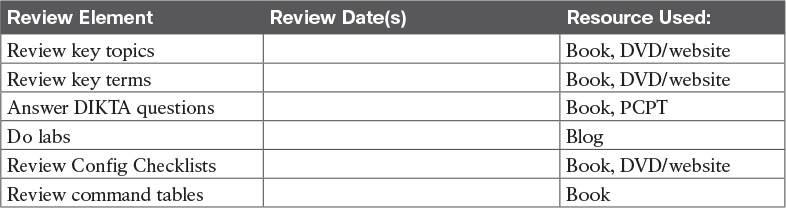 Review Element Review Date(s) Resource Used:
Review key topics Book, DVD/website
Review key terms Book, DVD/website
Answer DIKTA questions Book, PCPT
Do labs Blog
Review Config Checklists Book, DVD/website
Review command tables Book